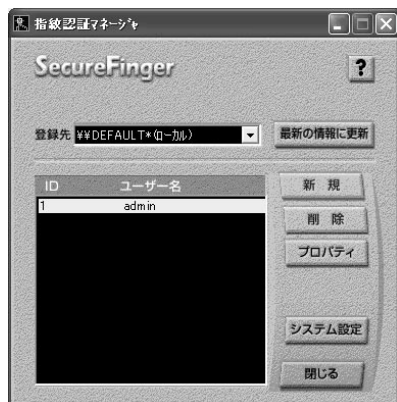 指紋認証マネージャ
SecureFinger
?
登録先 ¥¥DEFAULT*(ローカル) 最新の情報に更新
ID ユーザー名
1 admin
新 規
削 除
プロパティ
システム設定
閉じる